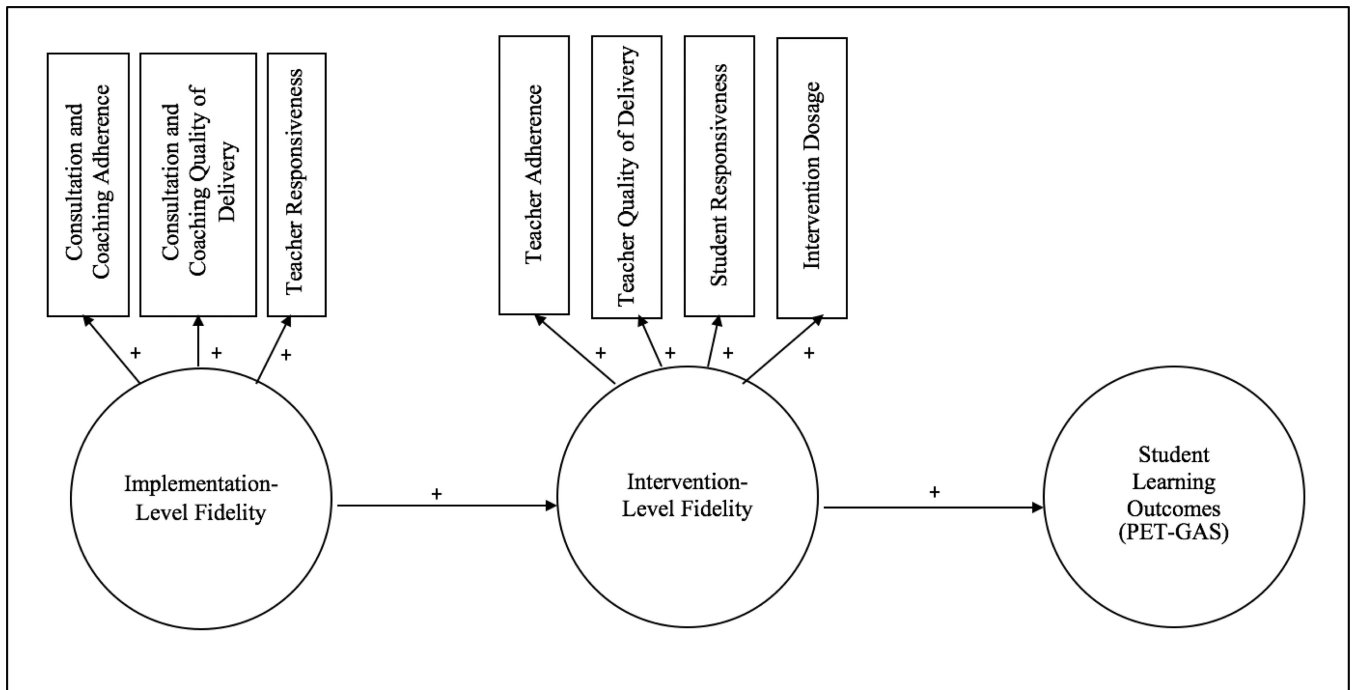 Consultation and
Coaching Adherence
Consultation and
Coaching Quality of
Delivery
Teacher Responsiveness
Teacher Adherence
Teacher Quality of Delivery
Student Responsiveness
Intervention Dosage
+
+
+
+
+
+
+
Implementation-
Level Fidelity
+
Intervention-
Level Fidelity
+
Student
Learning
Outcomes
(PET-GAS)